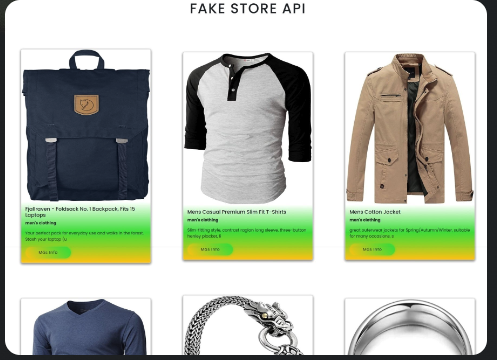 FAKE STORE API
Fjallraven - Foldsack No. 1 Backpack, Fits 15
Laptops
men's clothing
Your perfect pack for everyday use and walks in the forest.
Stash your laptop (u
Mas Info
Mens Casual Premium Slim Fit T-Shirts
men's clothing
Slim-fitting style, contrast raglan long sleeve, three-button
henley placket, li
Mas Info
Mens Cotton Jacket
men's clothing
great outerwear jackets for Spring/Autumn/Winter, suitable
for many occasions, s
Mas Info